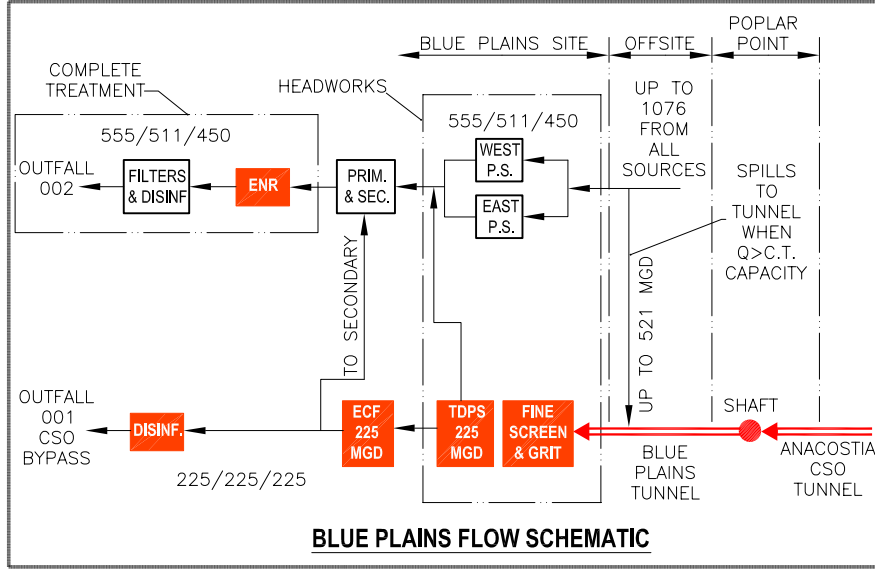 BLUE PLAINS SITE
OFFSITE
POPLAR
POINT
COMPLETE
TREATMENT
HEADWORKS
UP TO
1076
FROM
ALL
SOURCES
555/511/450
555/511/450
OUTFALL
002
FILTERS
& DISINF
ENR
PRIM.
& SEC.
WEST
P.S.
EAST
P.S.
SPILLS
TO
TUNNEL
WHEN
Q>C.T.
CAPACITY
TO SECONDARY
UP TO 521 MGD
OUTFALL
001
CSO
BYPASS
DISINF.
ECF
225
MGD
TDPS
225
MGD
FINE
SCREEN
& GRIT
SHAFT
225/225/225
BLUE
PLAINS
TUNNEL
ANACOSTIA
CSO
TUNNEL
BLUE PLAINS FLOW SCHEMATIC